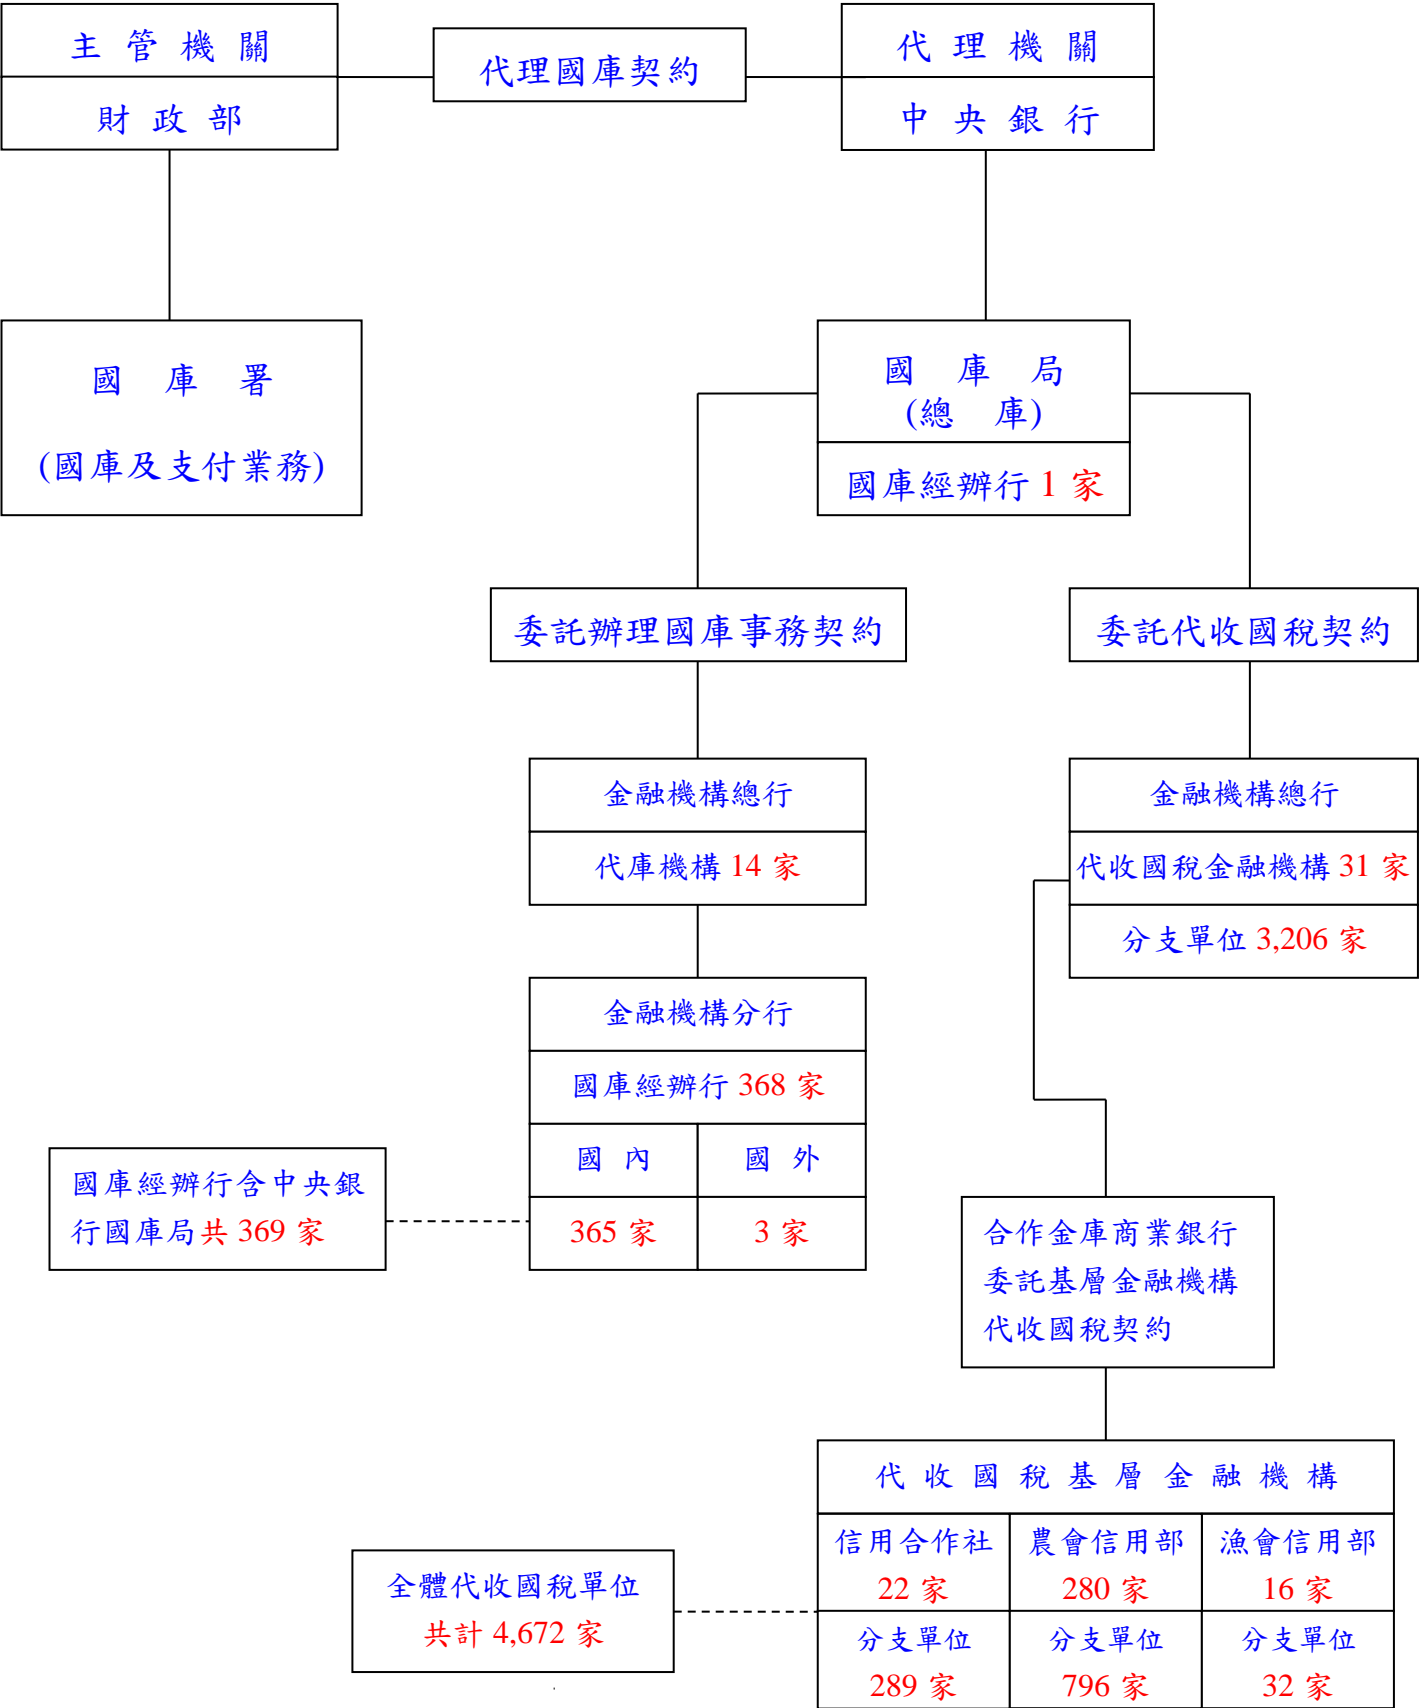 主管機關
財政部
代理國庫契約
代理機關
中央銀行
國庫署
(國庫及支付業務)
國庫局
(總庫)
國庫經辦行 1 家
委託辦理國庫事務契約
委託代收國稅契約
金融機構總行
代庫機構 14 家
金融機構總行
代收國稅金融機構 31 家
分支單位 3,206 家
金融機構分行
國庫經辦行 368 家
國內
國外
365 家
3 家
國庫經辦行含中央銀
行國庫局共 369 家
合作金庫商業銀行
委託基層金融機構
代收國稅契約
代收國稅基層金融機構
信用合作社
22 家
農會信用部
280 家
漁會信用部
16 家
分支單位
289 家
分支單位
796 家
分支單位
32 家
全體代收國稅單位
共計 4,672 家